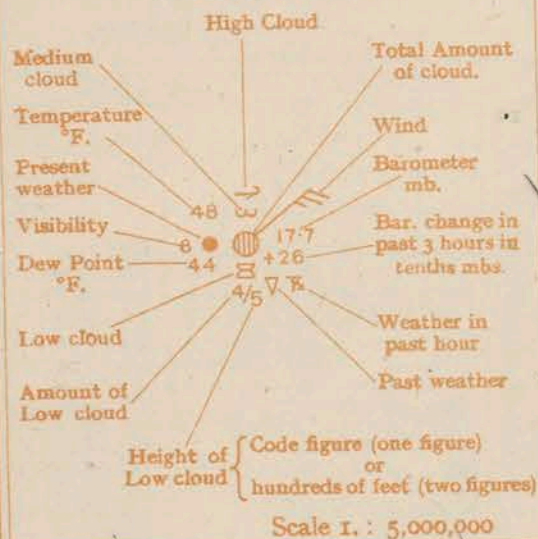 High Cloud
Medium
cloud
Total Amount
of cloud.
Temperature
°F.
Wind
Present
weather
Barometer
mb.
48
Visibility
8
17.7
Bar. change in
past 3 hours in
tenths mbs.
+26
Dew Point
°F.
44
4/5
Low cloud
Weather in
past hour
Amount of
Low cloud
Past weather
Height of
Low cloud
Code figure (one figure)
or
hundreds of feet (two figures)
Scale 1. : 5,000,000